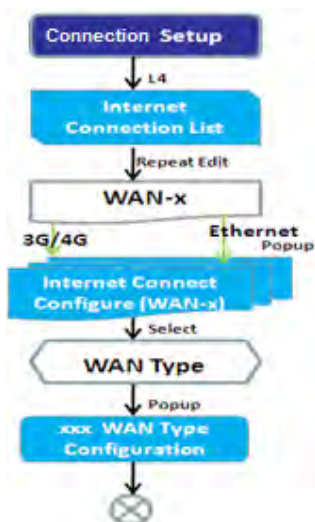 Connection Setup
L4
Internet
Connection List
Repeat Edit
WAN-x
3G/4G
Ethernet
Popup
Internet Connect
Configure (WAN-x)
Select
WAN Type
Popup
xxx WAN Type
Configuration